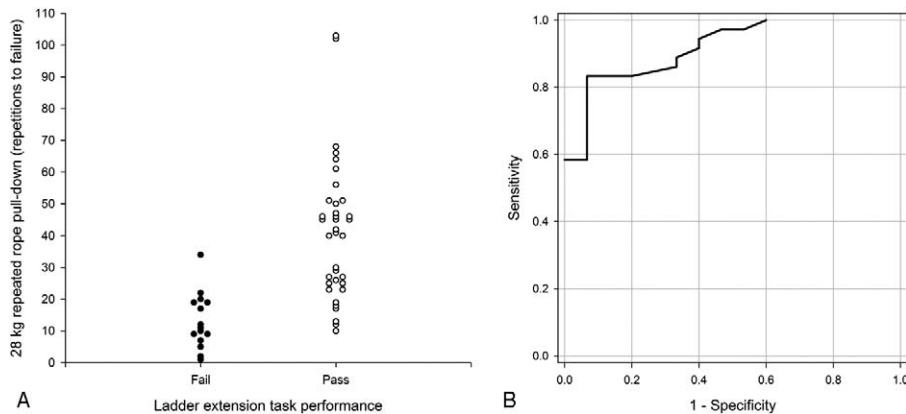 110
100
90
80
70
60
50
40
30
20
10
0
28 kg repeated rope pull-down (repetitions to failure)
Fail Pass
Ladder extension task performance
A
1.0
0.8
0.6
0.4
0.2
0.0
Sensitivity
0.0 0.2 0.4 0.6 0.8 1.0
1 - Specificity
B